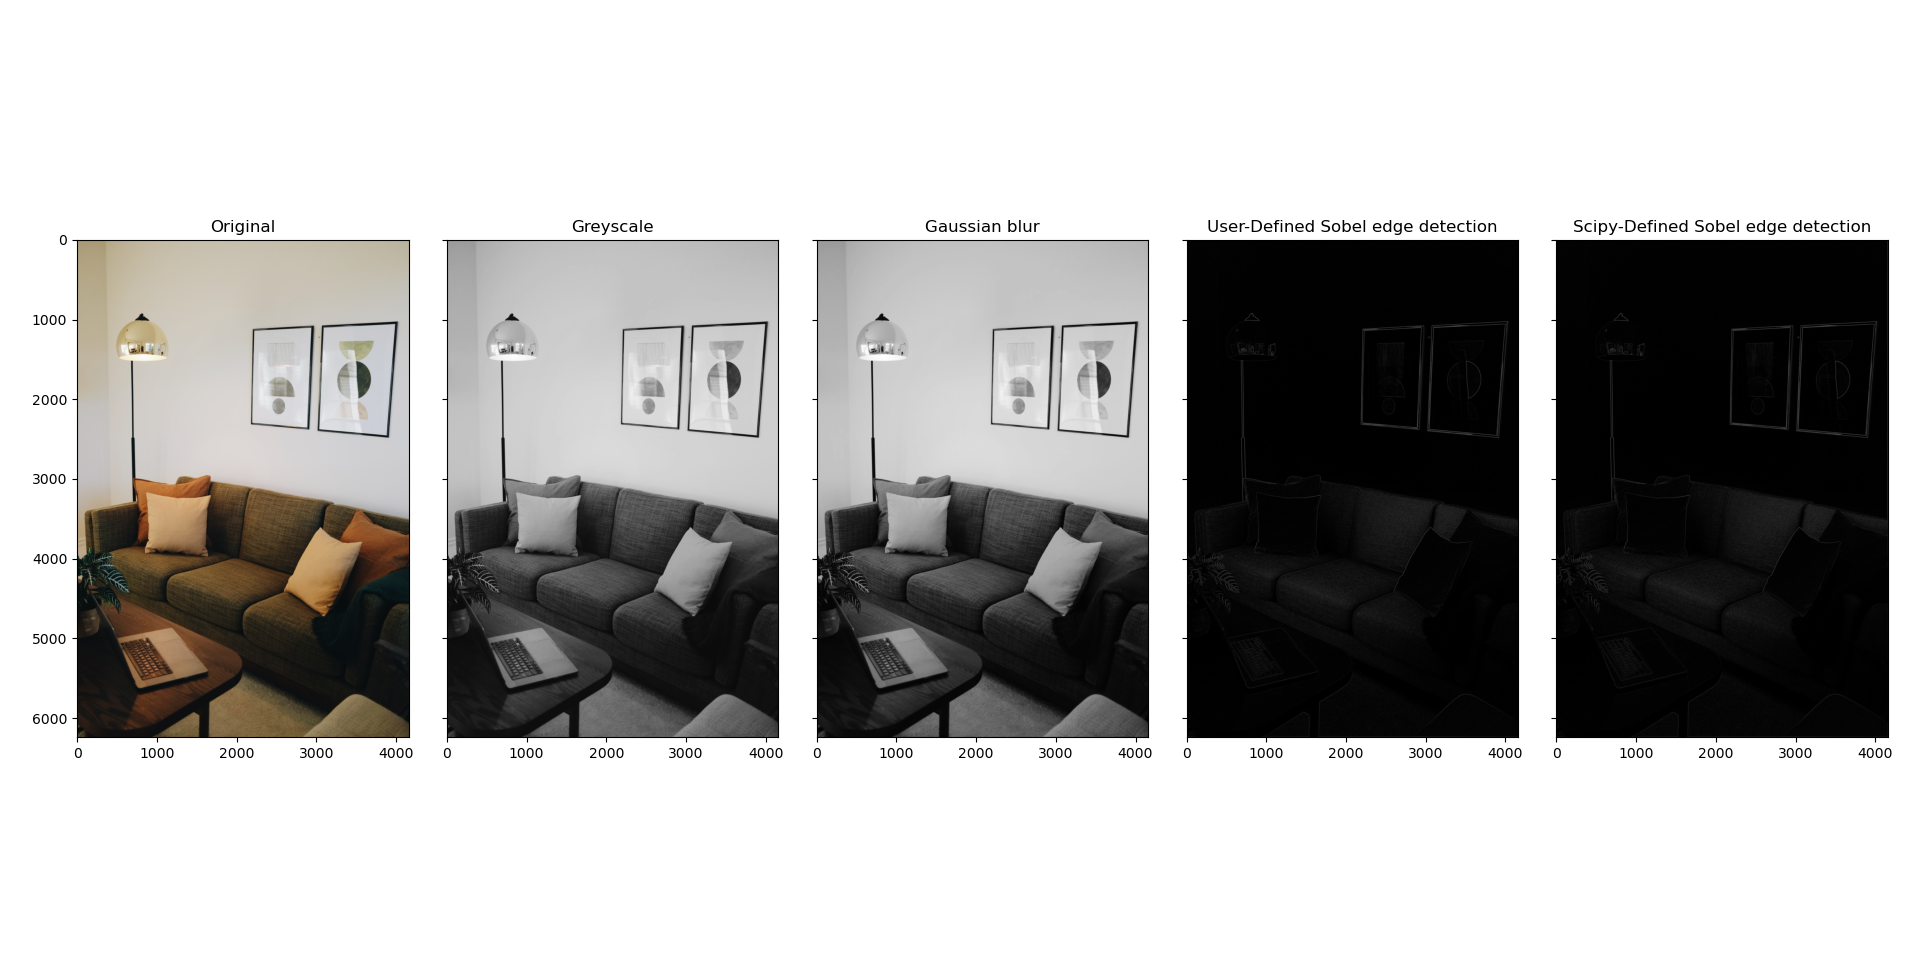 Original
Greyscale
Gaussian blur
User-Defined Sobel edge detection
Scipy-Defined Sobel edge detection
0
1000
2000
3000
4000
5000
6000
0 1000 2000 3000 4000
0 1000 2000 3000 4000
0 1000 2000 3000 4000
0 1000 2000 3000 4000
0 1000 2000 3000 4000